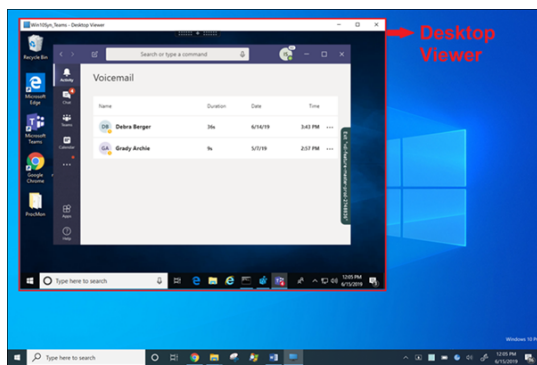 Win10Syn_Teams - Desktop Viewer
Desktop
Viewer
Recycle Bin
Search or type a command
Activity
Voicemail
Microsoft
Edge
Chat
Name Duration Date Time
DB Debra Berger 36s 6/14/19 3:43 PM
Teams
Microsoft
Teams
GA Grady Archie 9s 5/7/19 2:57 PM
Calendar
Google
Chrome
ProcMon
Apps
Help
Type here to search
12:05 PM
6/15/2019
Windows 10 P
Type here to search
12:05 PM
6/15/2019